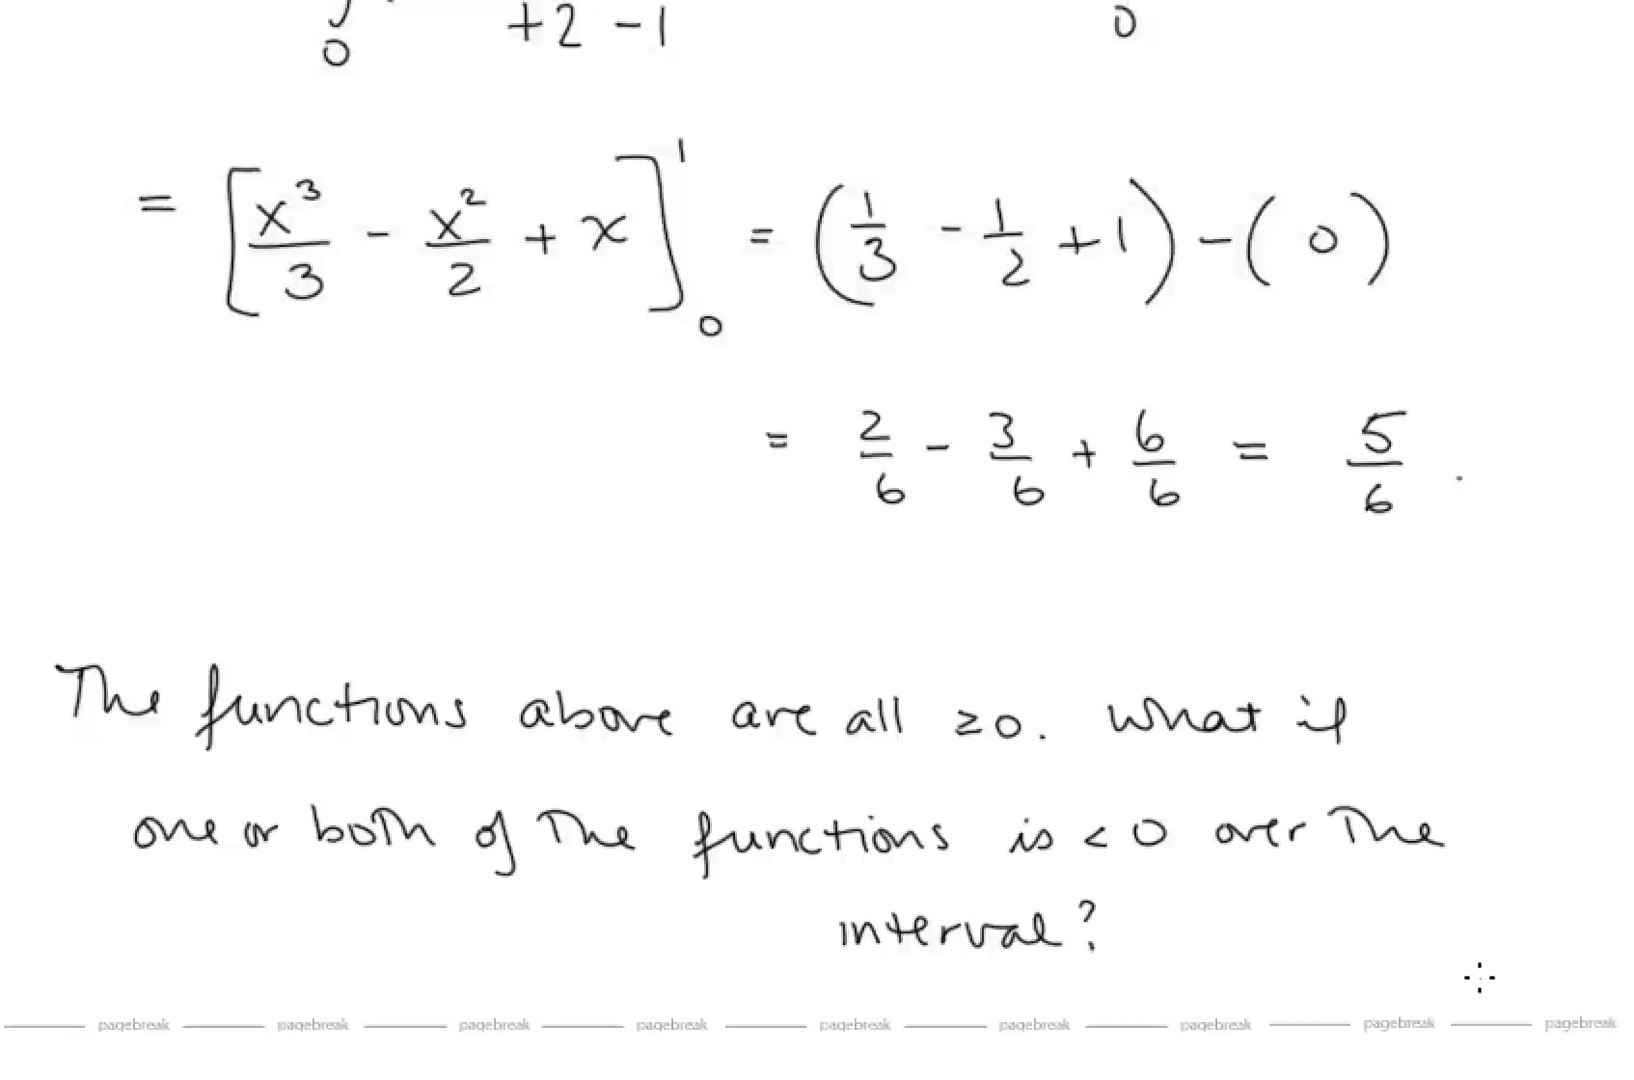 0 +2 -1 0
= [x³/3 - x²/2 + x]₀¹ = (1/3 - 1/2 + 1) - (0)
= 2/6 - 3/6 + 6/6 = 5/6 .
The functions above are all ≥0. What if
one or both of the functions is < 0 over the
interval?
pagebreak pagebreak pagebreak pagebreak pagebreak pagebreak pagebreak pagebreak pagebreak